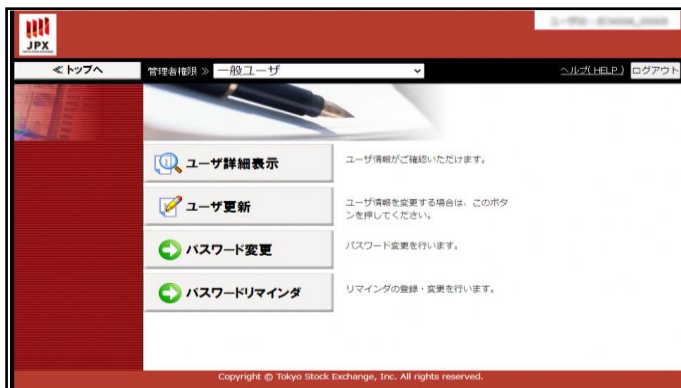 JPX
≪ トップへ
管理者権限 ≫ 一般ユーザ
ヘルプ(HELP)
ログアウト
ユーザ詳細表示
ユーザ情報がご確認いただけます。
ユーザ更新
ユーザ情報を変更する場合は、このボタ
ンを押してください。
パスワード変更
パスワード変更を行います。
パスワードリマインダ
リマインダの登録・変更を行います。
Copyright © Tokyo Stock Exchange, Inc. All rights reserved.